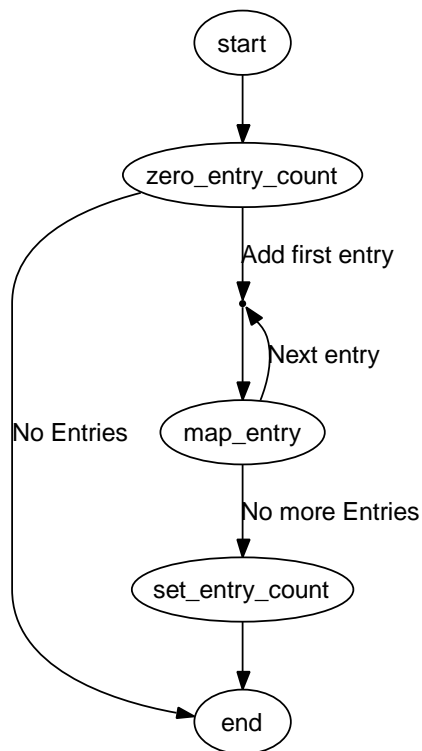 start
zero_entry_count
Add first entry
Next entry
No Entries
map_entry
No more Entries
set_entry_count
end